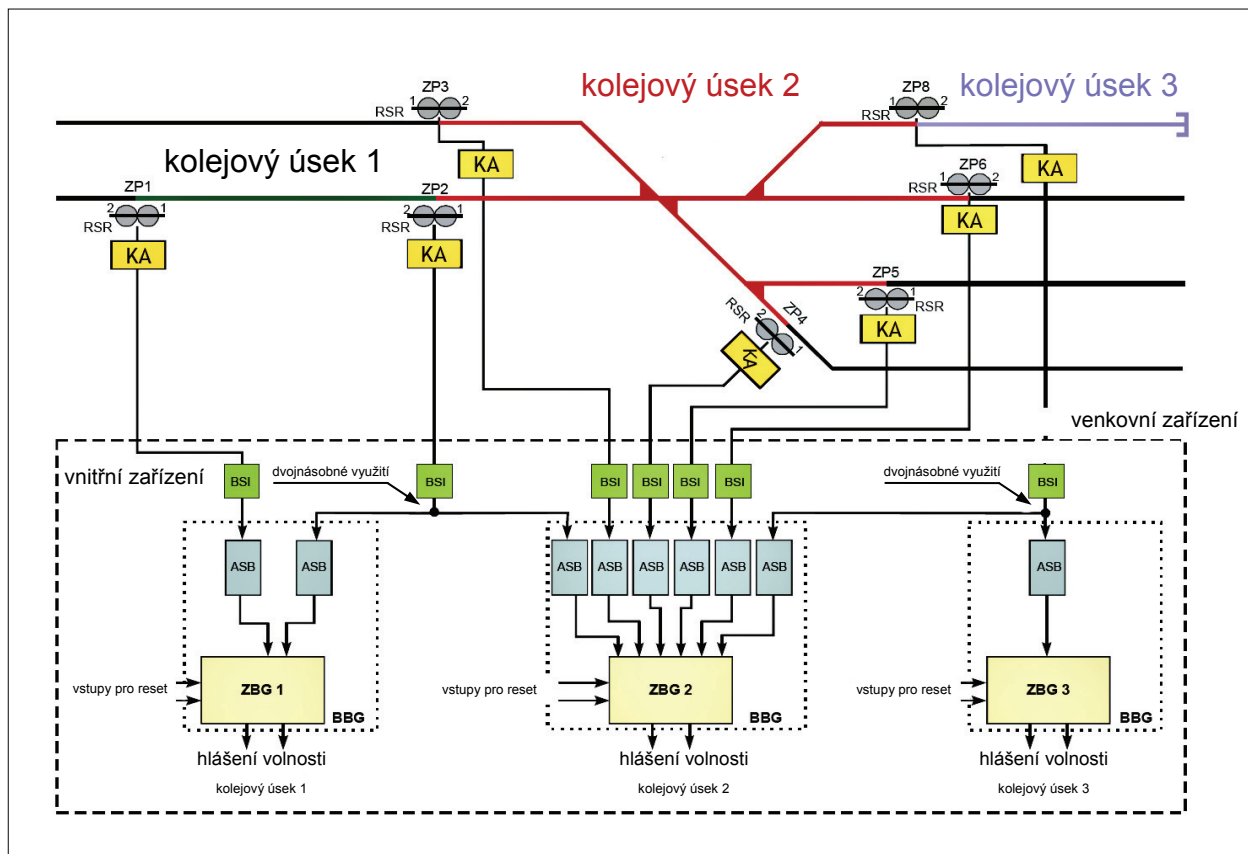 kolejový úsek 2
kolejový úsek 3
ZP3
1 2
RSR
ZP8
1 2
RSR
KA
KA
kolejový úsek 1
ZP1
2 1
RSR
KA
ZP2
2 1
RSR
KA
ZP6
1 2
RSR
KA
ZP5
2 1
RSR
KA
ZP4
2 1
RSR
KA
venkovní zařízení
vnitřní zařízení
dvojnásobné využití
dvojnásobné využití
BSI
BSI
BSI
BSI
BSI
BSI
BSI
ASB
ASB
ASB
ASB
ASB
ASB
ASB
ASB
ASB
vstupy pro reset
ZBG 1
BBG
vstupy pro reset
ZBG 2
BBG
vstupy pro reset
ZBG 3
BBG
hlášení volnosti
hlášení volnosti
hlášení volnosti
kolejový úsek 1
kolejový úsek 2
kolejový úsek 3